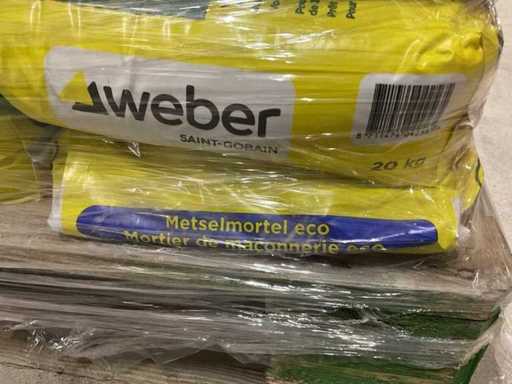 weber
SAINT-GOBAIN
20 kg
Metselmortel eco
Mortier de maçonnerie eco